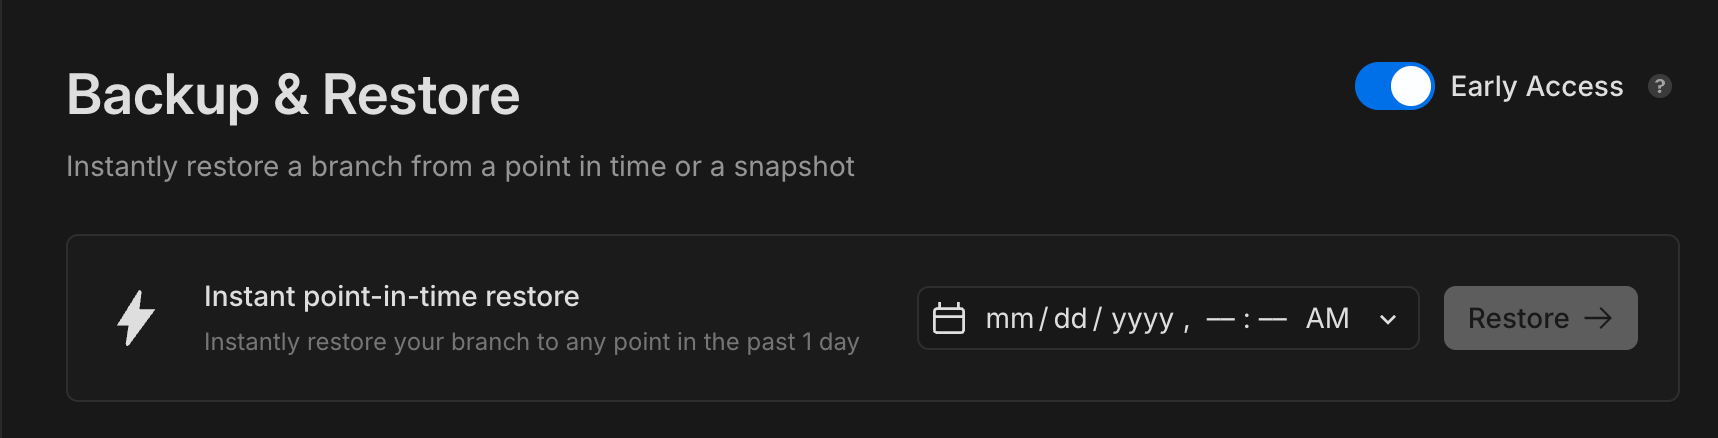 Backup & Restore
Early Access ?
Instantly restore a branch from a point in time or a snapshot
Instant point-in-time restore
Instantly restore your branch to any point in the past 1 day
mm/dd/yyyy, ––:–– AM
Restore →